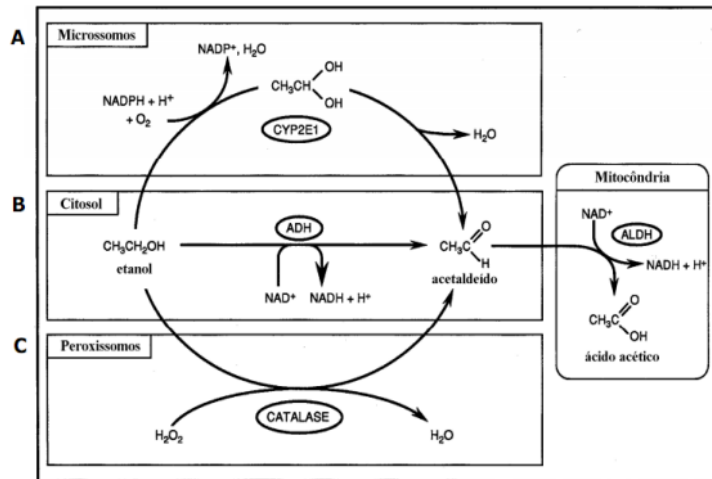 A
Microssomos
NADP⁺, H₂O
NADPH + H⁺
+ O₂
OH
CH₃CH
OH
CYP2E1
H₂O
B
Citosol
CH₃CH₂OH
etanol
ADH
NAD⁺
NADH + H⁺
O
CH₃C
H
acetaldeído
Mitocôndria
NAD⁺
ALDH
NADH + H⁺
O
CH₃C
OH
ácido acético
C
Peroxissomos
H₂O₂
CATALASE
H₂O